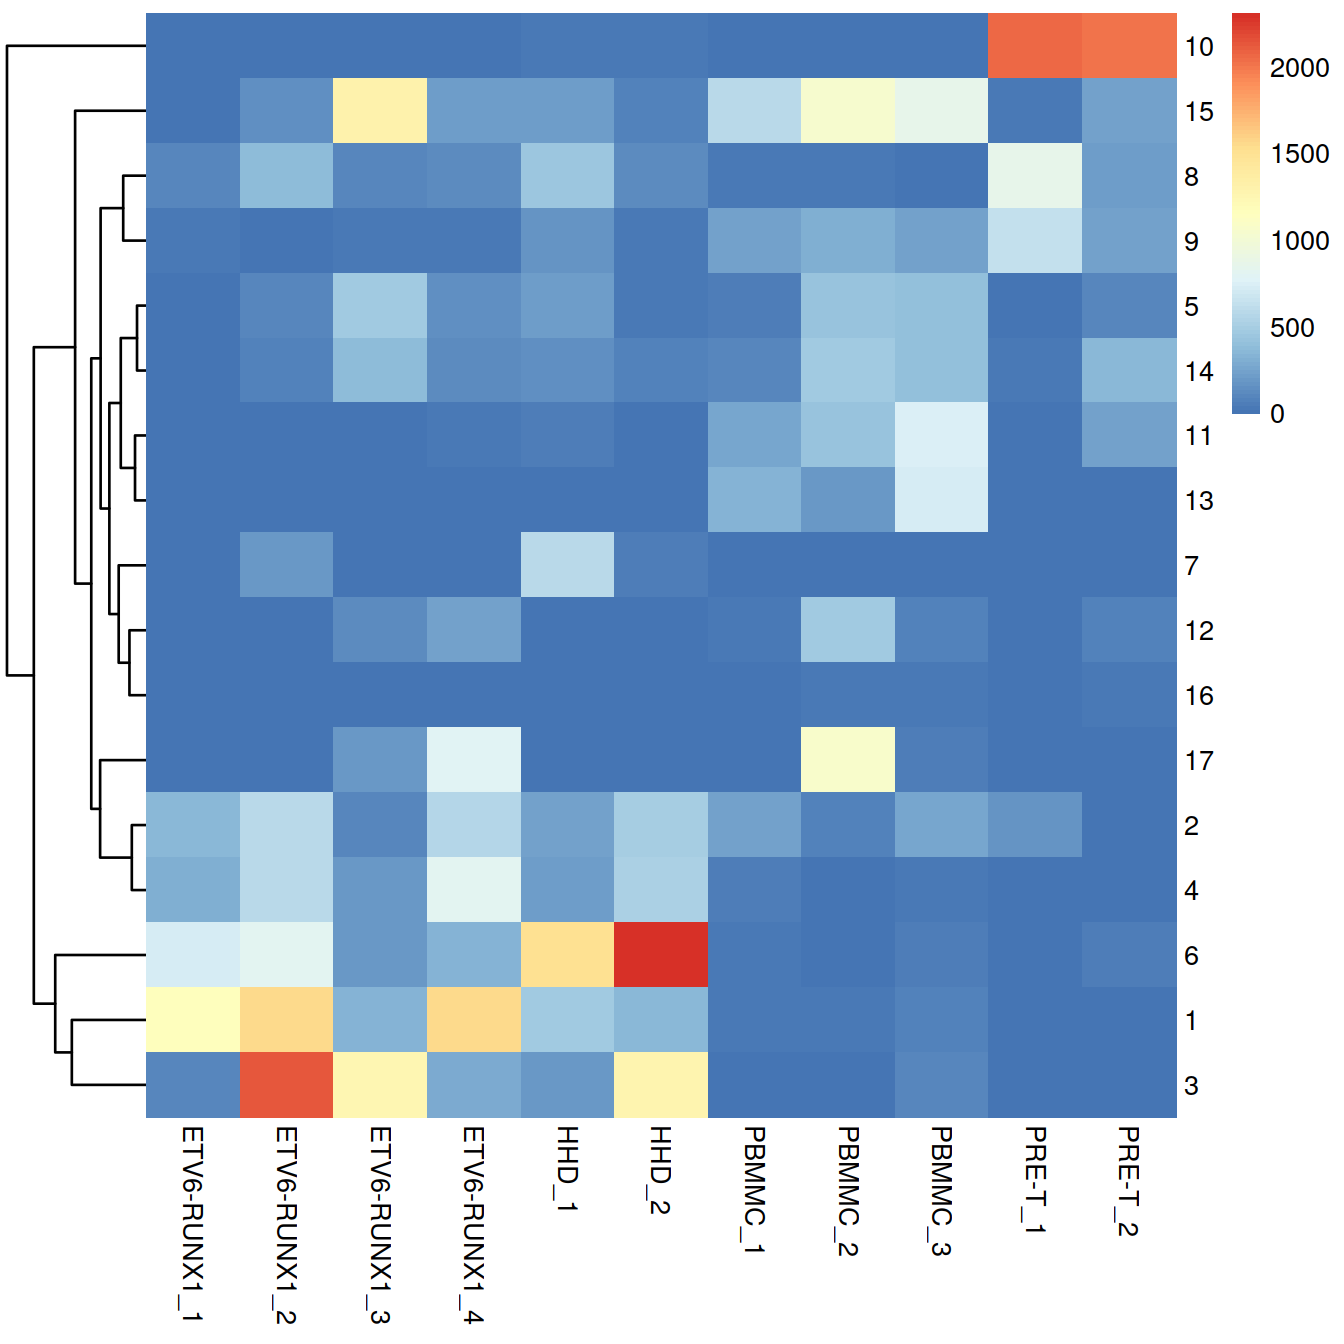 10
15
8
9
5
14
11
13
7
12
16
17
2
4
6
1
3
2000
1500
1000
500
0
ETV6-RUNX1_1
ETV6-RUNX1_2
ETV6-RUNX1_3
ETV6-RUNX1_4
HHD_1
HHD_2
PBMMC_1
PBMMC_2
PBMMC_3
PRE-T_1
PRE-T_2